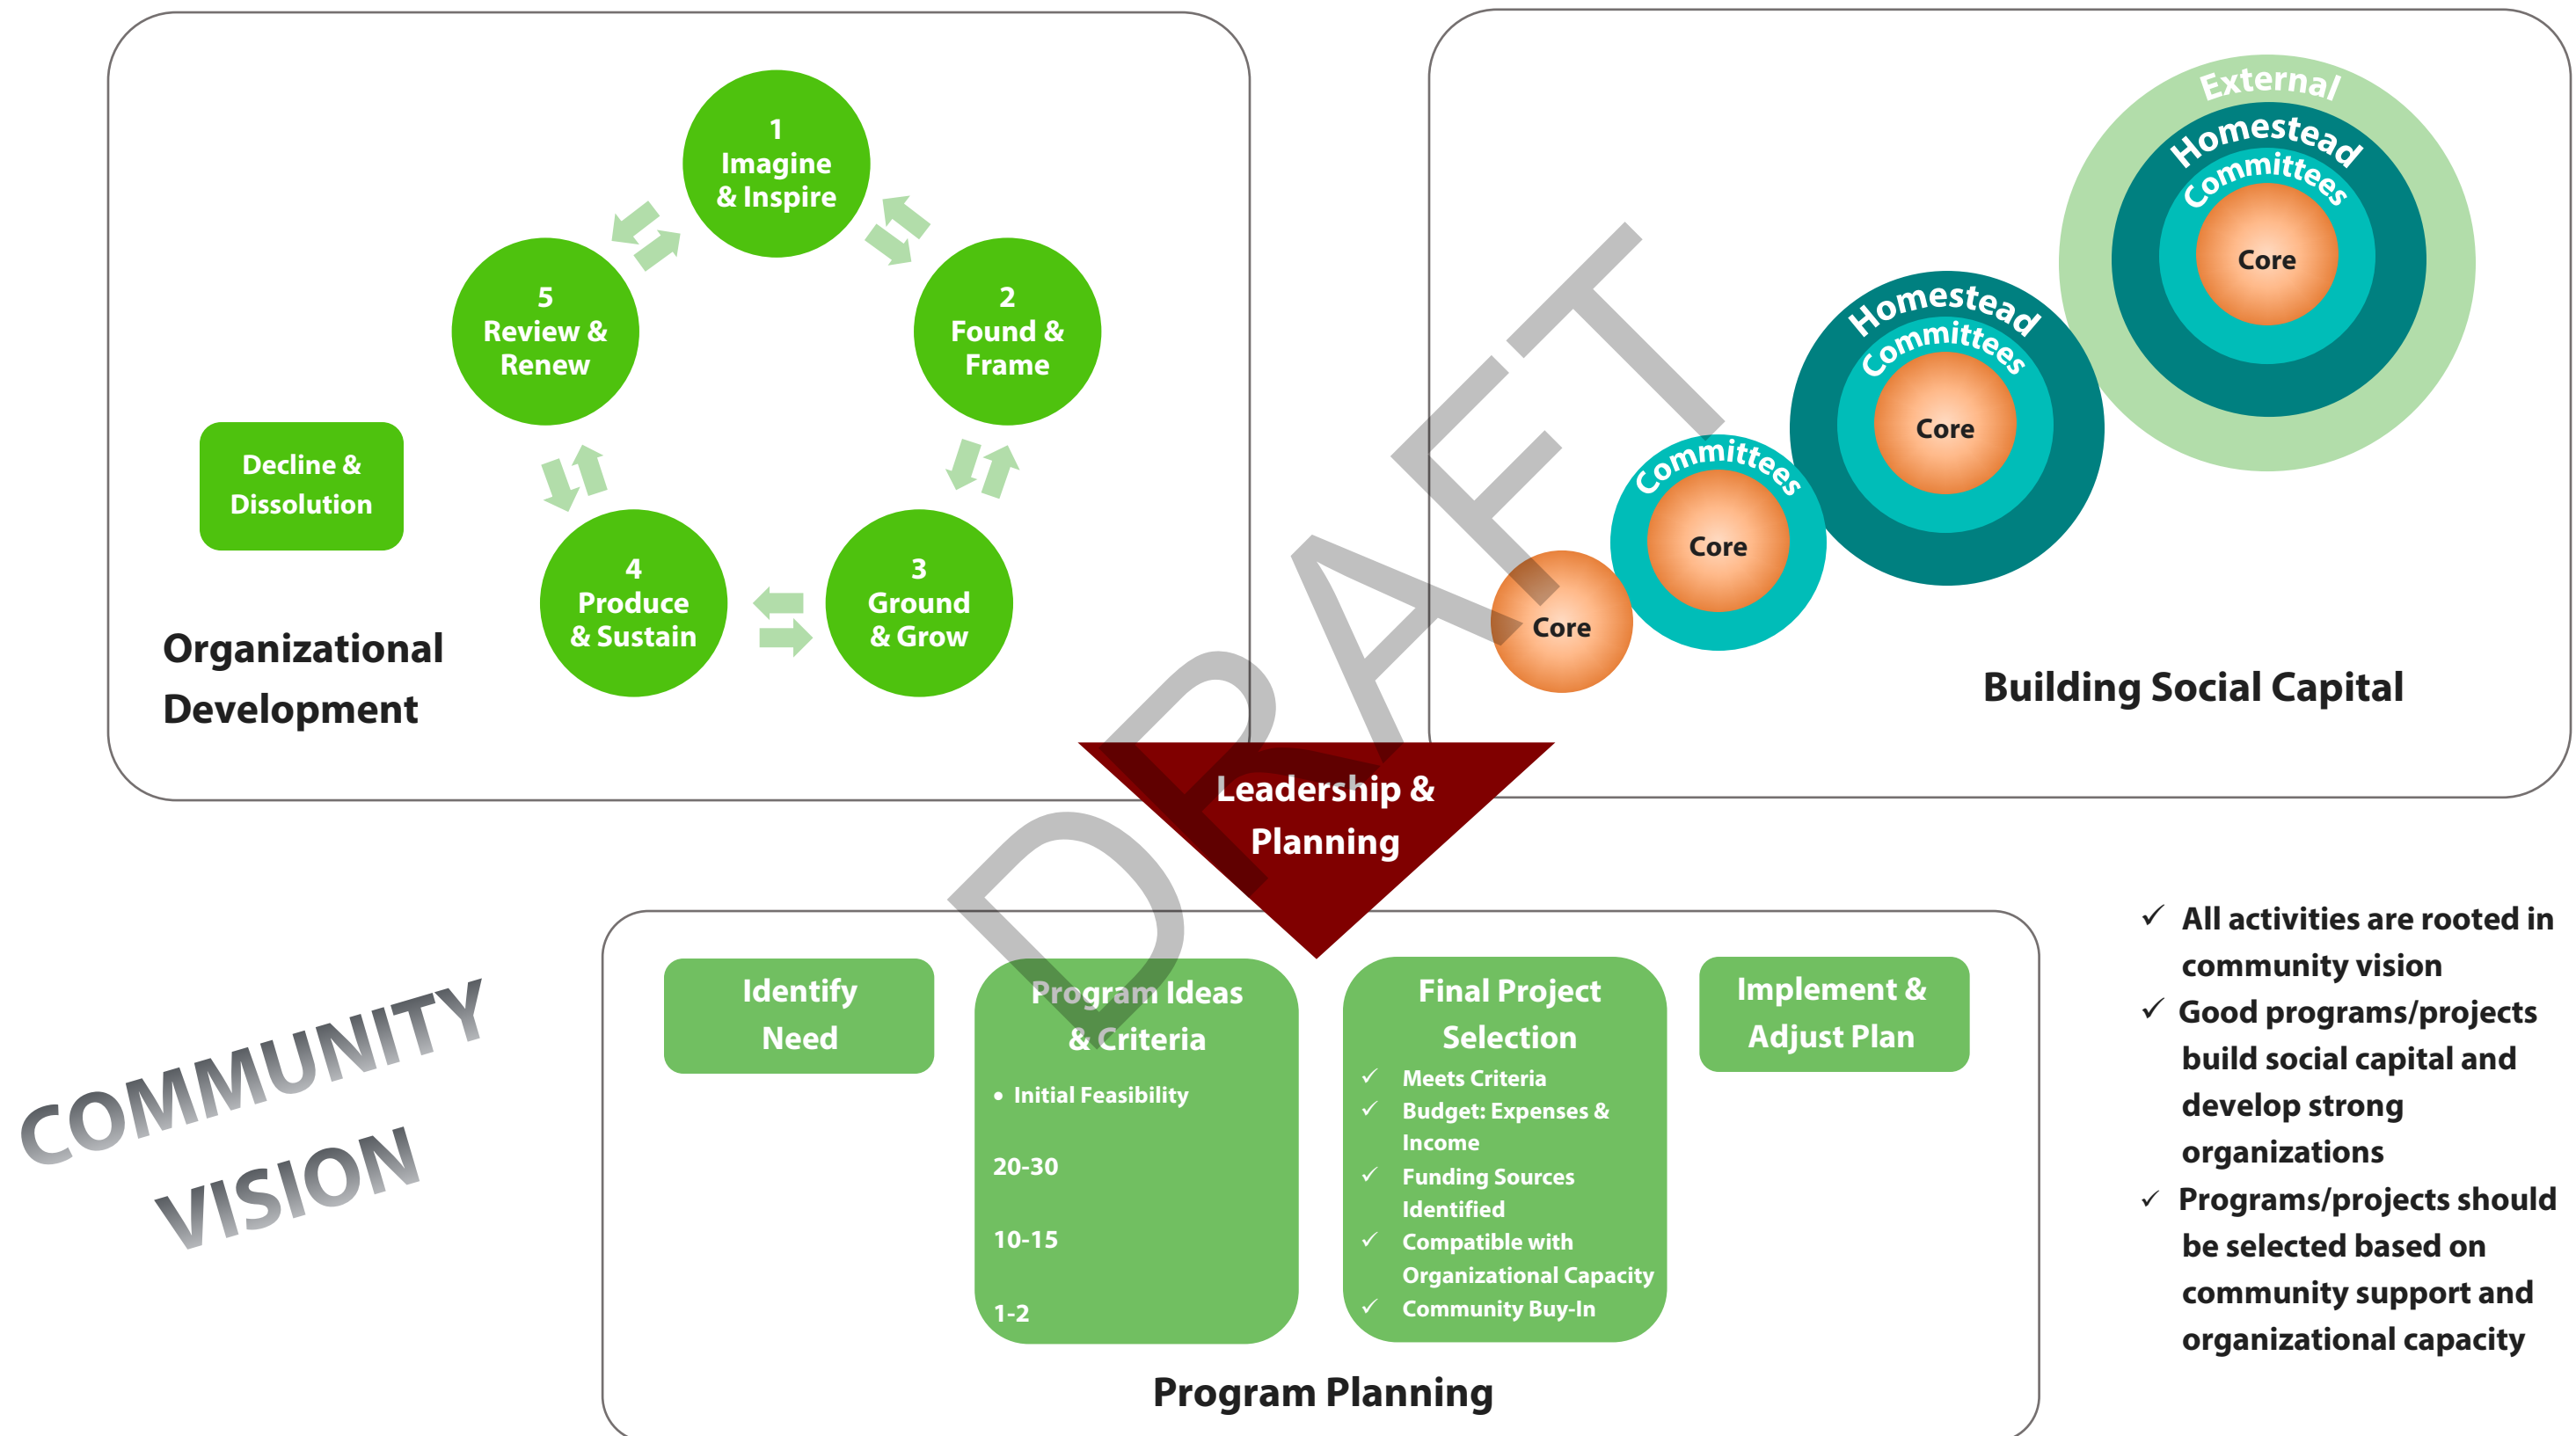 1
Imagine
& Inspire
2
Found &
Frame
3
Ground
& Grow
4
Produce
& Sustain
5
Review &
Renew
Decline &
Dissolution
Organizational
Development
External
Homestead
Committees
Core
Homestead
Committees
Core
Committees
Core
Core
Building Social Capital
DRAFT
Leadership &
Planning
COMMUNITY
VISION
Identify
Need
Program Ideas
& Criteria
• Initial Feasibility
20-30
10-15
1-2
Final Project
Selection
✓ Meets Criteria
✓ Budget: Expenses &
Income
✓ Funding Sources
Identified
✓ Compatible with
Organizational Capacity
✓ Community Buy-In
Implement &
Adjust Plan
Program Planning
✓ All activities are rooted in
community vision
✓ Good programs/projects
build social capital and
develop strong
organizations
✓ Programs/projects should
be selected based on
community support and
organizational capacity